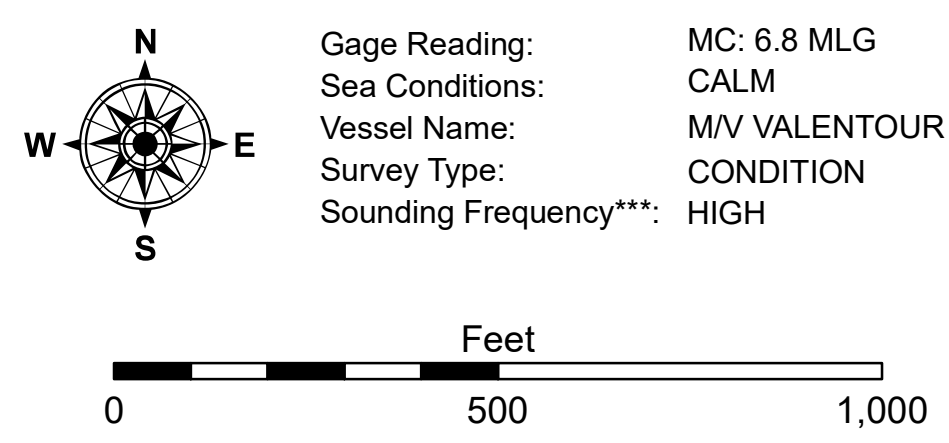 N
W E
S
Gage Reading: MC: 6.8 MLG
Sea Conditions: CALM
Vessel Name: M/V VALENTOUR
Survey Type: CONDITION
Sounding Frequency***: HIGH
Feet
0 500 1,000